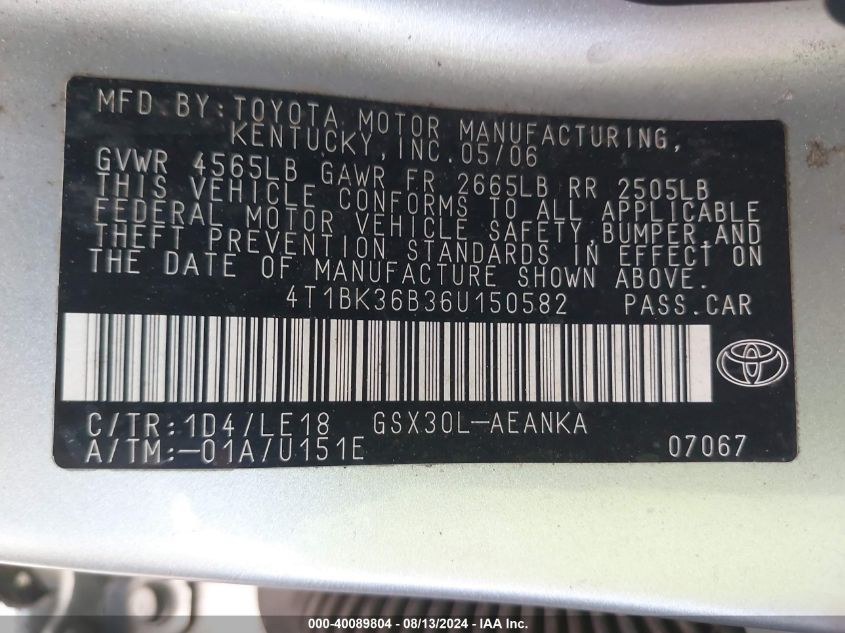 MFD BY:TOYOTA MOTOR MANUFACTURING,
KENTUCKY,INC.05/06
GVWR 4565LB GAWR FR 2665LB RR 2505LB
THIS VEHICLE CONFORMS TO ALL APPLICABLE
FEDERAL MOTOR VEHICLE SAFETY,BUMPER,AND
THEFT PREVENTION STANDARDS IN EFFECT ON
THE DATE OF MANUFACTURE SHOWN ABOVE.
4T1BK36B36U150582 PASS.CAR
C/TR:1D4/LE18 GSX30L-AEANKA
A/TM:-01A/U151E 07067
000-40089804 - 08/13/2024 - IAA Inc.